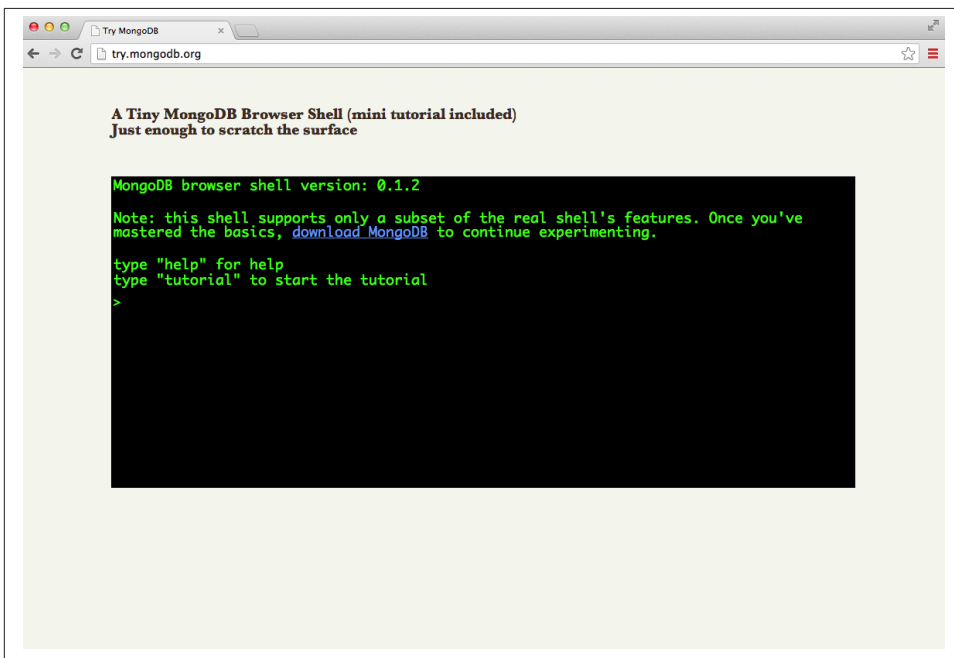 Try MongoDB
try.mongodb.org
A Tiny MongoDB Browser Shell (mini tutorial included)
Just enough to scratch the surface
MongoDB browser shell version: 0.1.2
Note: this shell supports only a subset of the real shell's features. Once you've
mastered the basics, download MongoDB to continue experimenting.
type "help" for help
type "tutorial" to start the tutorial
>